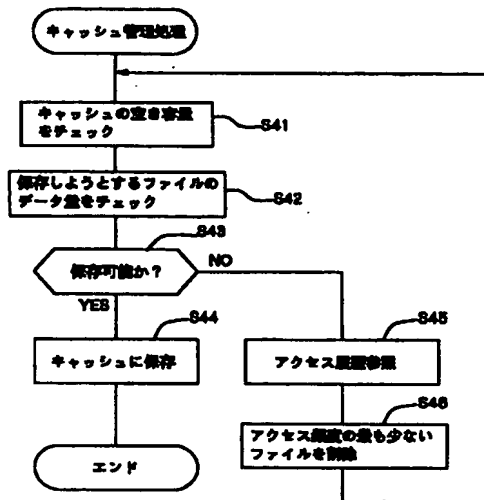 キャッシュ管理処理
キャッシュの空き容量
をチェック
S41
保存しようとするファイルの
データ量をチェック
S42
S43
保存可能か?
NO
YES
S44
キャッシュに保存
S45
アクセス履歴参照
S46
アクセス頻度の最も少ない
ファイルを削除
エンド